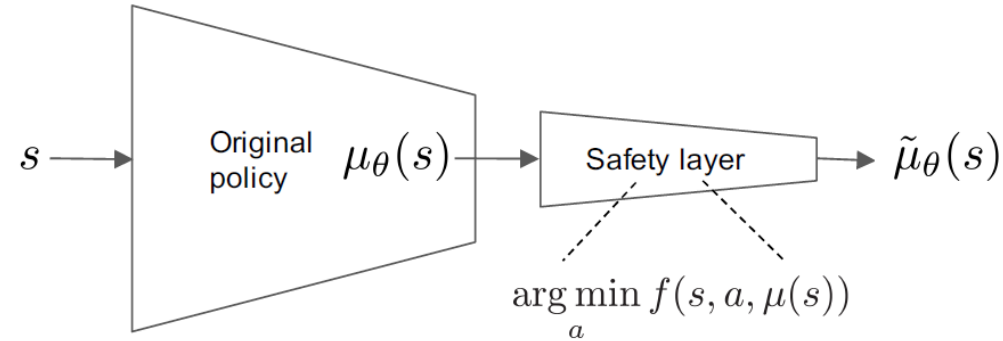 s
Original
policy
μ_θ(s)
Safety layer
μ̃_θ(s)
arg min f(s, a, μ(s))
a